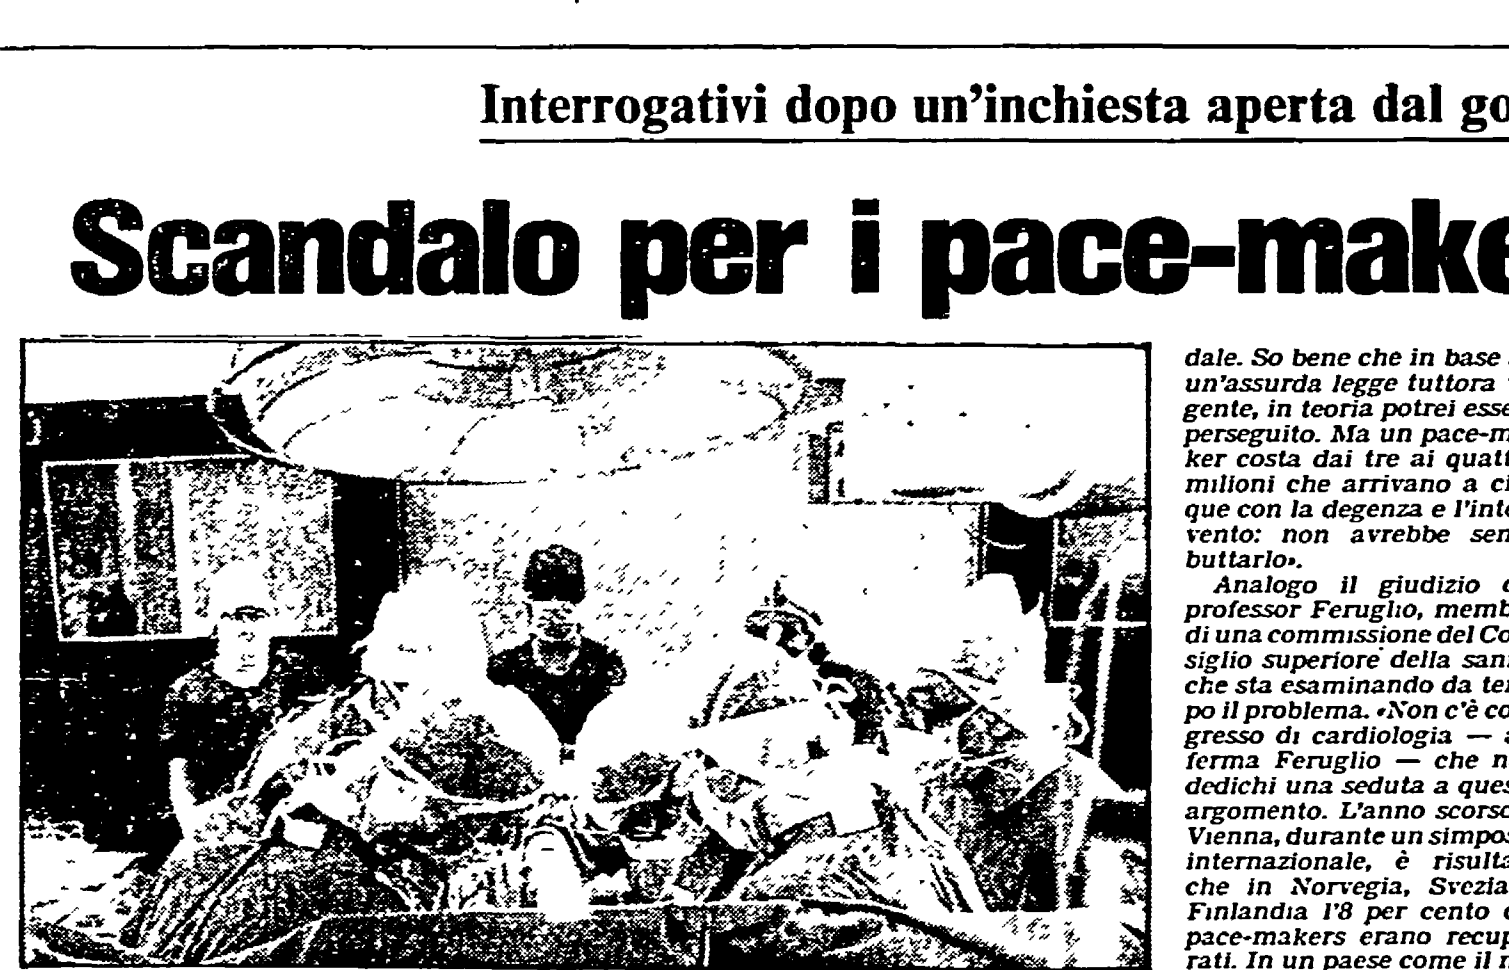 Interrogativi dopo un'inchiesta aperta dal go
Scandalo per i pace-make
dale. So bene che in base
un'assurda legge tuttora
gente, in teoria potrei esse
perseguito. Ma un pace-m
ker costa dai tre ai quatt
milioni che arrivano a ci
que con la degenza e l'inte
vento: non avrebbe sen
buttarlo».
Analogo il giudizio
professor Feruglio, memb
di una commissione del Co
siglio superiore della sani
che sta esaminando da te
po il problema. «Non c'è co
gresso di cardiologia — a
ferma Feruglio — che n
dedichi una seduta a ques
argomento. L'anno scorso
Vienna, durante un simpos
internazionale, è risulta
che in Norvegia, Svezia
Finlandia l'8 per cento
pace-makers erano recup
rati. In un paese come il n